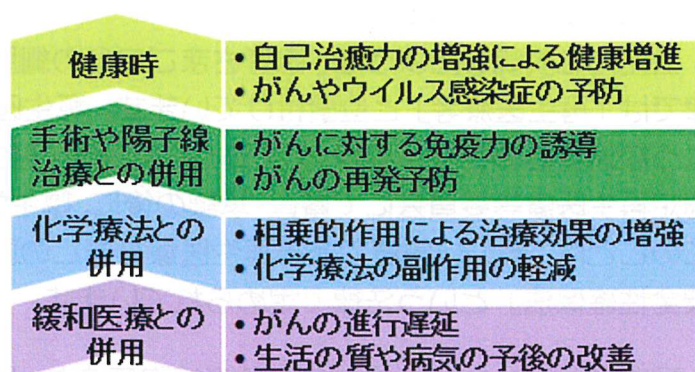 健康時
・自己治癒力の増強による健康増進
・がんやウイルス感染症の予防
手術や陽子線
治療との併用
・がんに対する免疫力の誘導
・がんの再発予防
化学療法との
併用
・相乗的作用による治療効果の増強
・化学療法の副作用の軽減
緩和医療との
併用
・がんの進行遅延
・生活の質や病気の予後の改善